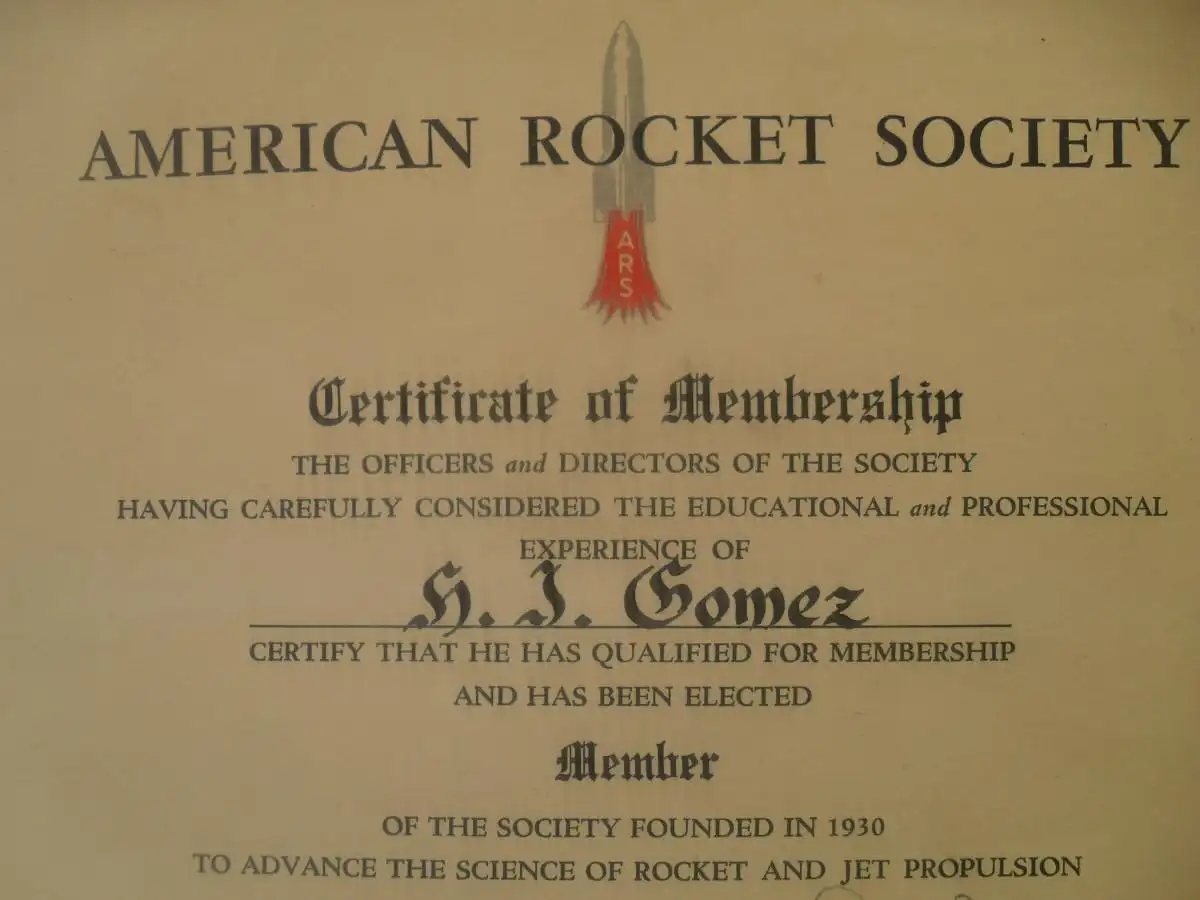 AMERICAN ROCKET SOCIETY
ARS
Certificate of Membership
THE OFFICERS and DIRECTORS OF THE SOCIETY
HAVING CAREFULLY CONSIDERED THE EDUCATIONAL and PROFESSIONAL
EXPERIENCE OF
H. J. Gomez
CERTIFY THAT HE HAS QUALIFIED FOR MEMBERSHIP
AND HAS BEEN ELECTED
Member
OF THE SOCIETY FOUNDED IN 1930
TO ADVANCE THE SCIENCE OF ROCKET AND JET PROPULSION